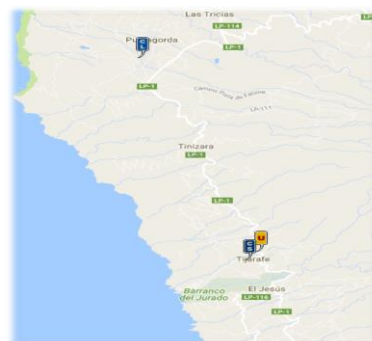 Las Tricias
LP-114
Puntagorda
C
L
LP-1
LP-1
Camino Pista de Fatima
LP-111
Tinizara
LP-1
LP-1
U
C
S
Tijarafe
Barranco
del Jurado
El Jesús
LP-116
LP-1